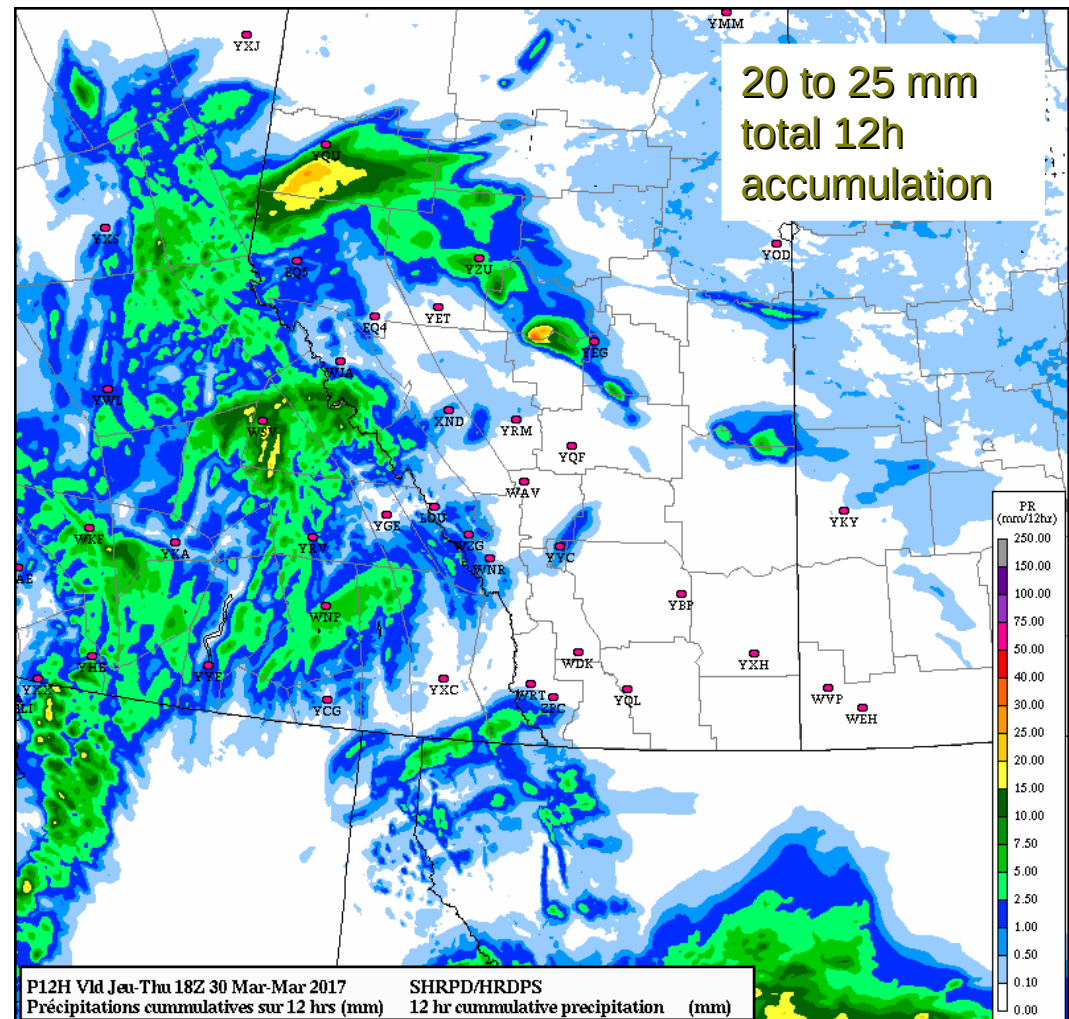 YMM
YXJ
20 to 25 mm
total 12h
accumulation
YQU
YXS
YOD
EQ5
YZU
YET
EQ4
YEG
WJA
YWL
XND
YRM
WSV
YQF
WAV
LOU
YGE
YKY
WKF
YKA
YRV
WZG
YYC
WNR
AE
YBP
WNP
WDK
YXH
YHE
YYF
YXX
YXC
WRT
YQL
WVP
ZPC
YCG
WEH
PR
(mm/12hr)
250.00
150.00
100.00
75.00
50.00
40.00
30.00
25.00
20.00
15.00
10.00
7.50
5.00
2.50
1.00
0.50
0.10
0.00
P12H Vld Jeu-Thu 18Z 30 Mar-Mar 2017 SHRPD/HRDPS
Précipitations cummulatives sur 12 hrs (mm) 12 hr cummulative precipitation (mm)